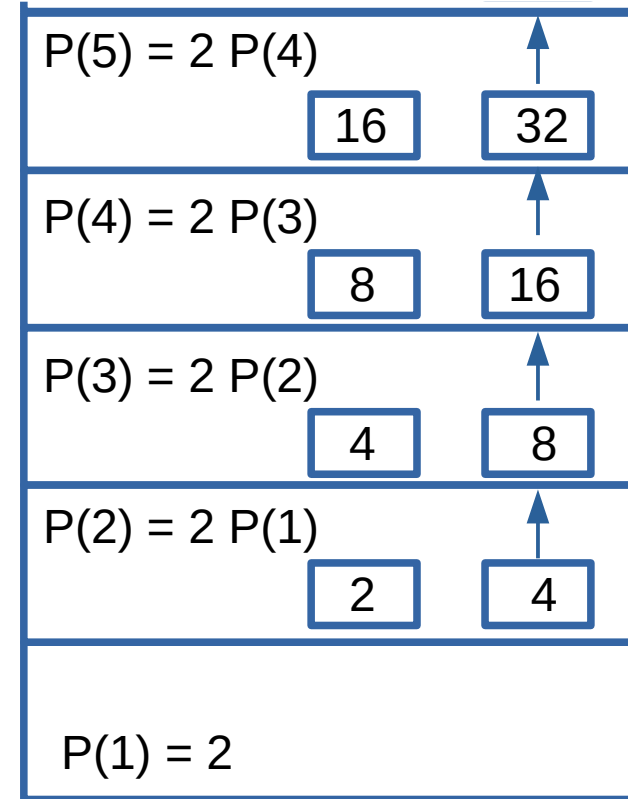 P(5) = 2 P(4)
16 32
P(4) = 2 P(3)
8 16
P(3) = 2 P(2)
4 8
P(2) = 2 P(1)
2 4
P(1) = 2